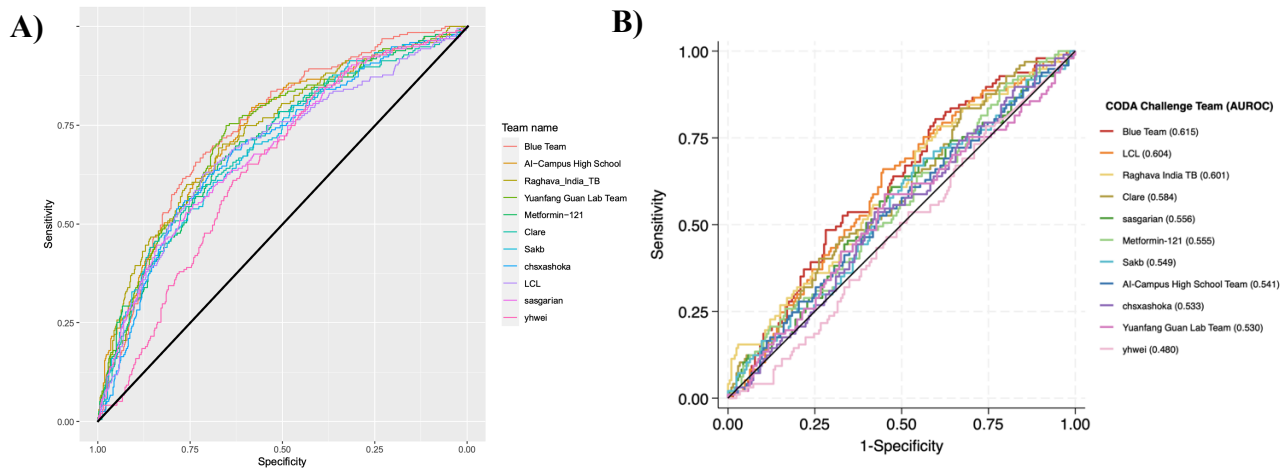 A)
1.00
0.75
0.50
0.25
0.00
Sensitivity
1.00
0.75
0.50
0.25
0.00
Specificity
Team name
Blue Team
AI-Campus High School
Raghava_India_TB
Yuanfang Guan Lab Team
Metformin-121
Clare
Sakb
chsxashoka
LCL
sasgarian
yhwei
B)
1.00
0.75
0.50
0.25
0.00
Sensitivity
0.00
0.25
0.50
0.75
1.00
1-Specificity
CODA Challenge Team (AUROC)
Blue Team (0.615)
LCL (0.604)
Raghava India TB (0.601)
Clare (0.584)
sasgarian (0.556)
Metformin-121 (0.555)
Sakb (0.549)
AI-Campus High School Team (0.541)
chsxashoka (0.533)
Yuanfang Guan Lab Team (0.530)
yhwei (0.480)